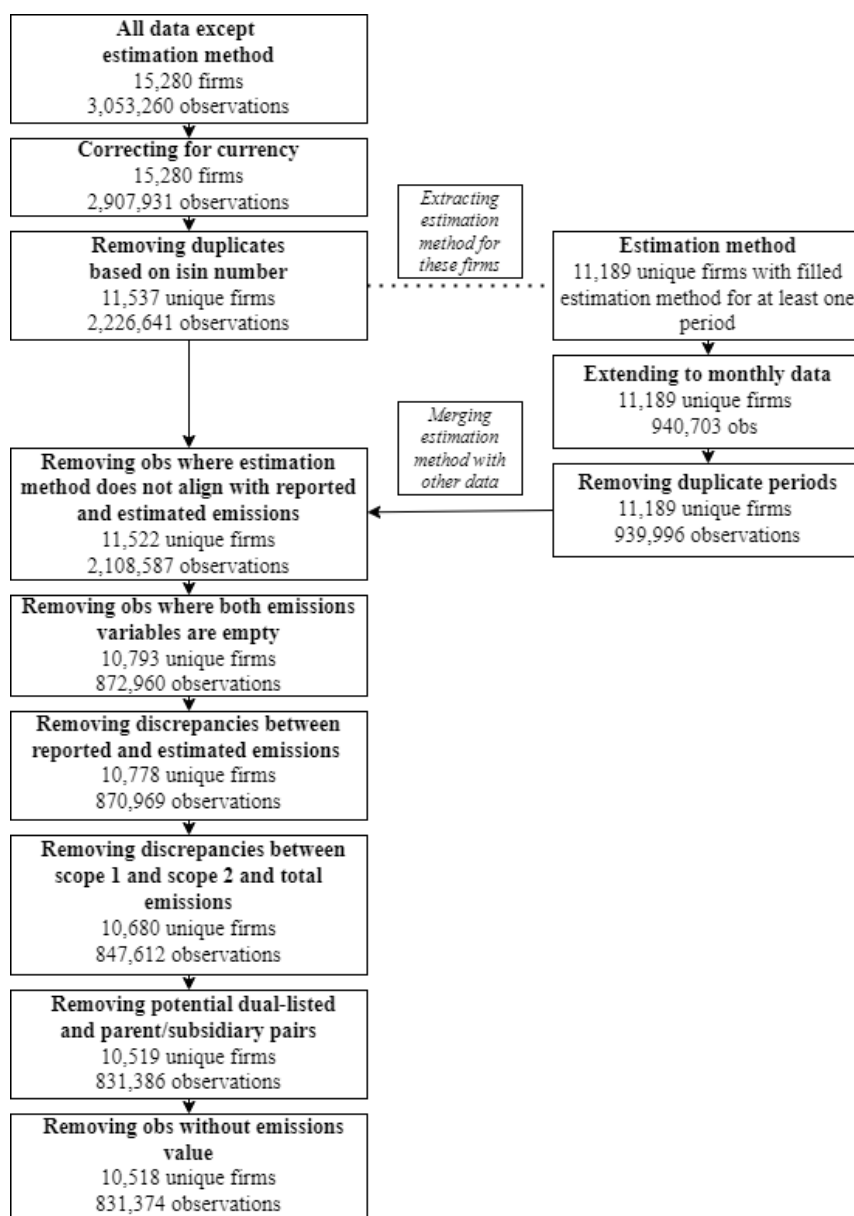 All data except
estimation method
15,280 firms
3,053,260 observations
Correcting for currency
15,280 firms
2,907,931 observations
Removing duplicates
based on isin number
11,537 unique firms
2,226,641 observations
Extracting
estimation
method for
these firms
Estimation method
11,189 unique firms with filled
estimation method for at least one
period
Extending to monthly data
11,189 unique firms
940,703 obs
Removing duplicate periods
11,189 unique firms
939,996 observations
Merging
estimation
method with
other data
Removing obs where estimation
method does not align with reported
and estimated emissions
11,522 unique firms
2,108,587 observations
Removing obs where both emissions
variables are empty
10,793 unique firms
872,960 observations
Removing discrepancies between
reported and estimated emissions
10,778 unique firms
870,969 observations
Removing discrepancies between
scope 1 and scope 2 and total
emissions
10,680 unique firms
847,612 observations
Removing potential dual-listed
and parent/subsidiary pairs
10,519 unique firms
831,386 observations
Removing obs without emissions
value
10,518 unique firms
831,374 observations